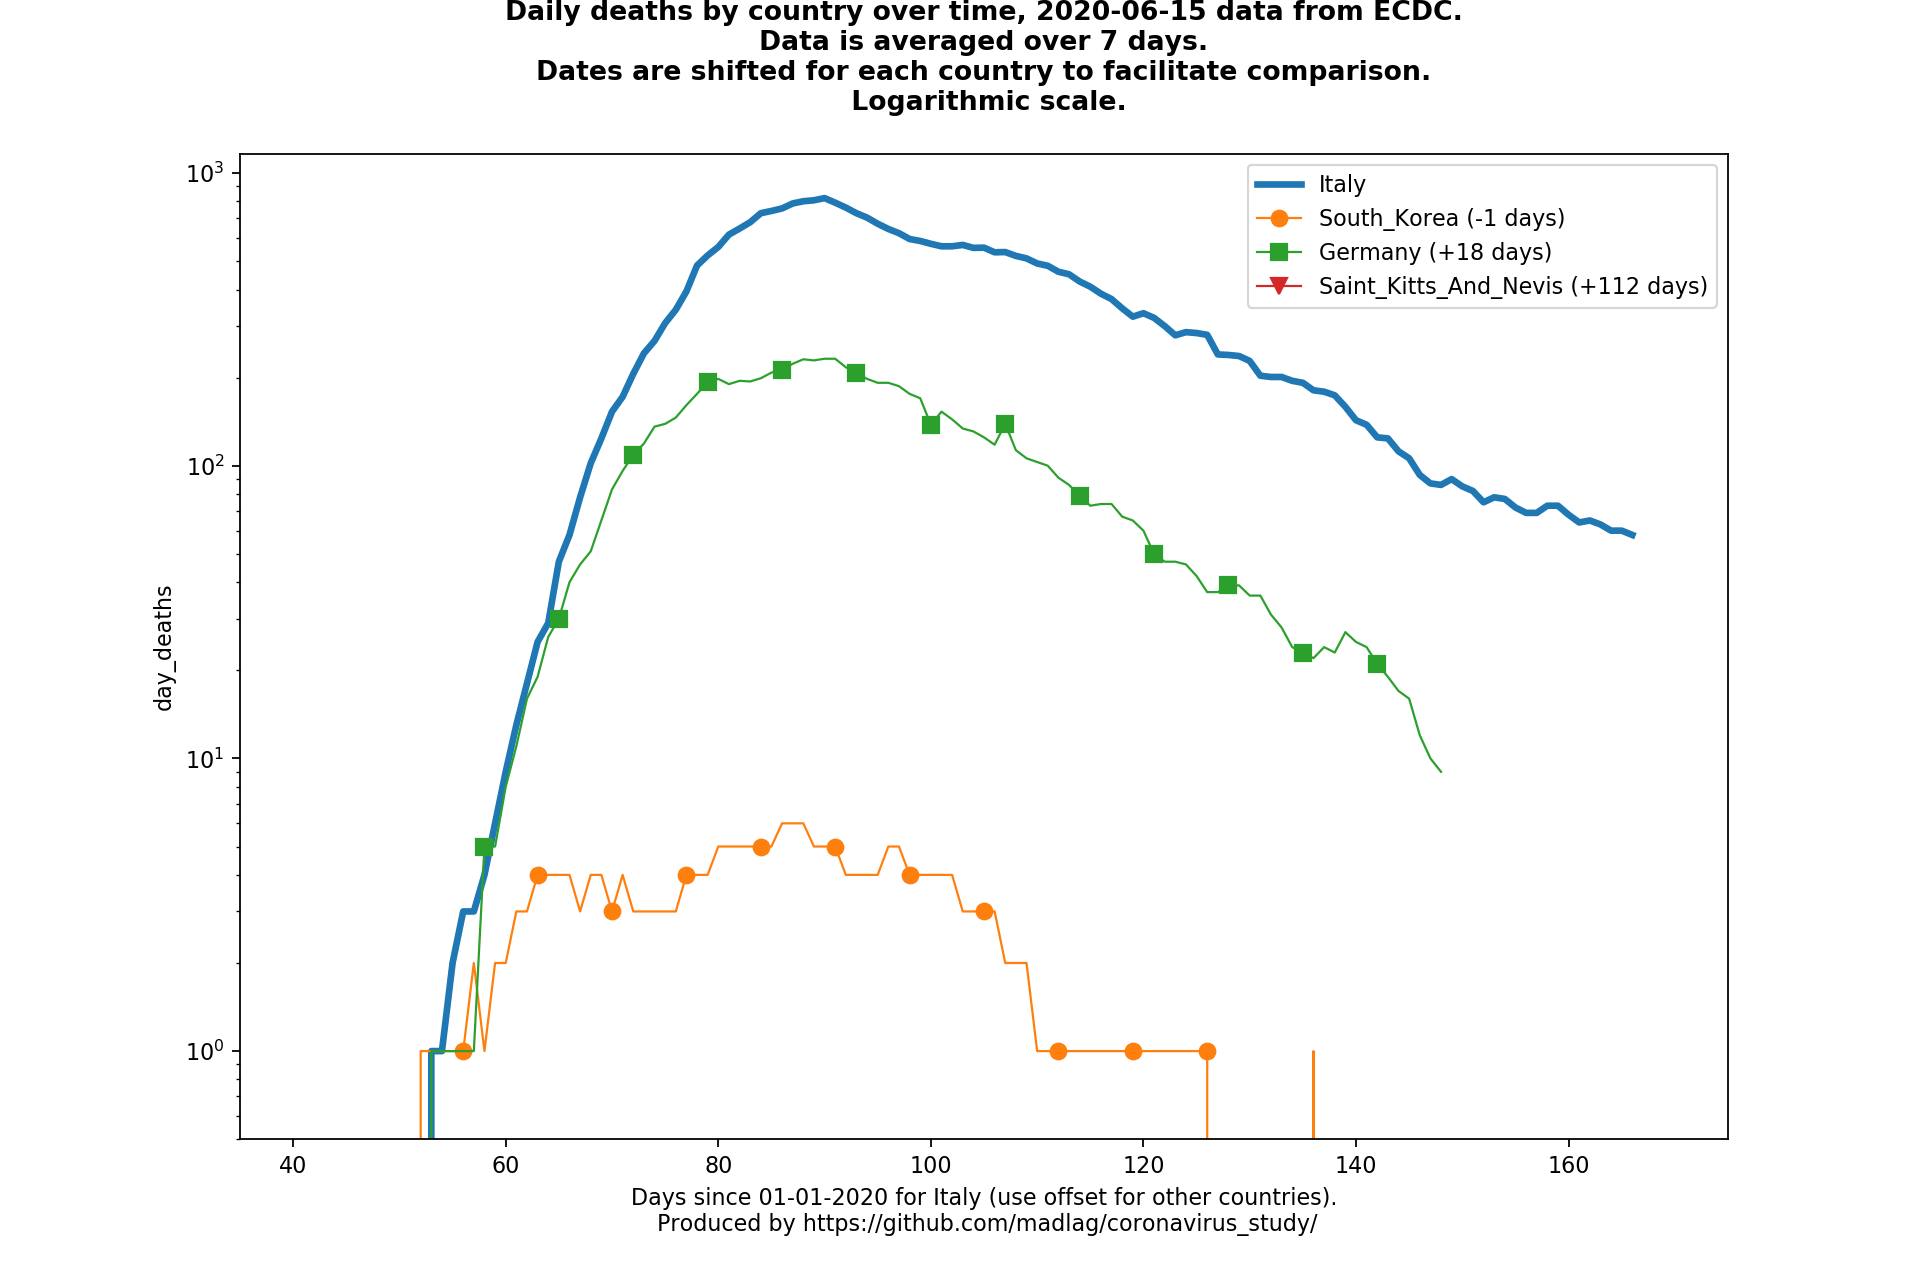 Daily deaths by country over time, 2020-06-15 data from ECDC.
Data is averaged over 7 days.
Dates are shifted for each country to facilitate comparison.
Logarithmic scale.
10³
10²
10¹
10⁰
day_deaths
Italy
South_Korea (-1 days)
Germany (+18 days)
Saint_Kitts_And_Nevis (+112 days)
40 60 80 100 120 140 160
Days since 01-01-2020 for Italy (use offset for other countries).
Produced by https://github.com/madlag/coronavirus_study/